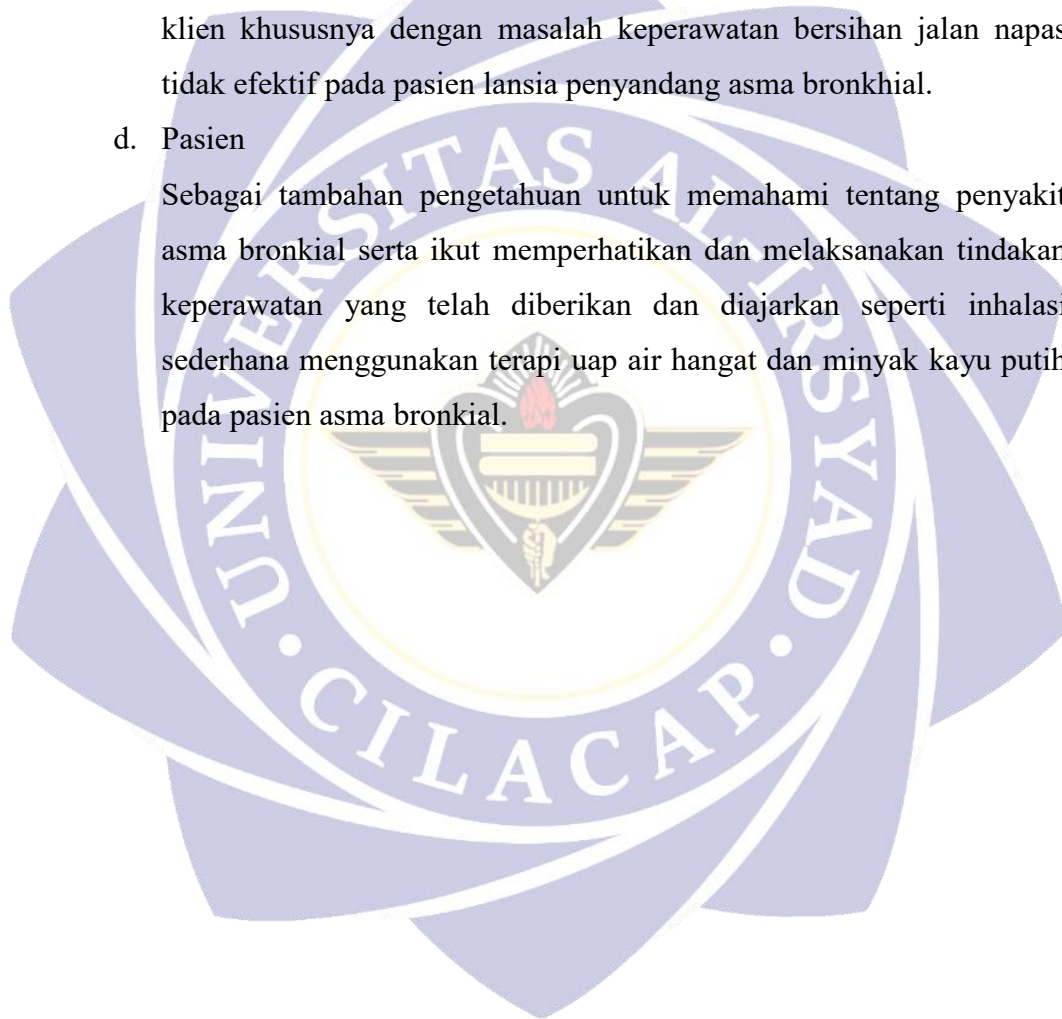 klien khususnya dengan masalah keperawatan bersihan jalan napas
tidak efektif pada pasien lansia penyandang asma bronkhial.
d. Pasien
Sebagai tambahan pengetahuan untuk memahami tentang penyakit
asma bronkial serta ikut memperhatikan dan melaksanakan tindakan
keperawatan yang telah diberikan dan diajarkan seperti inhalasi
sederhana menggunakan terapi uap air hangat dan minyak kayu putih
pada pasien asma bronkial.
UNIVERSITAS AL-IRSYAD
CILACAP